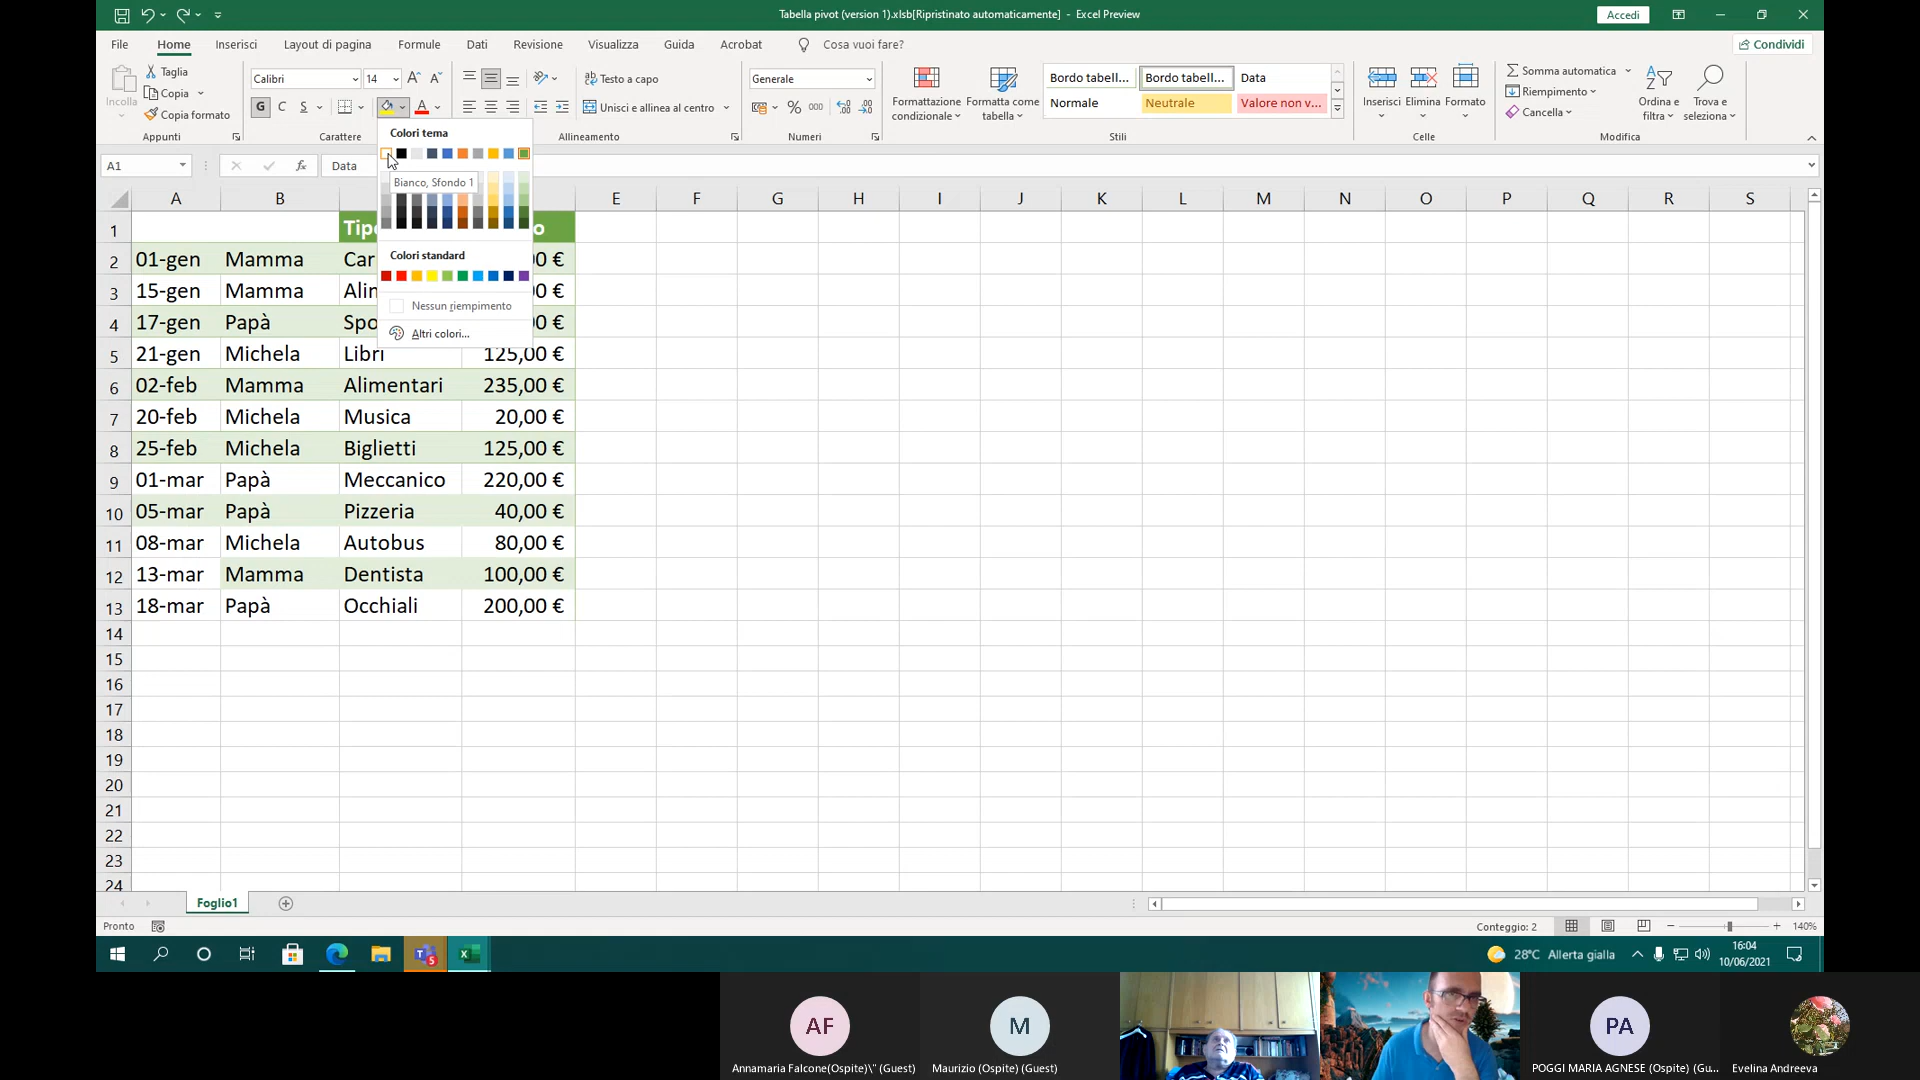 Tabella pivot (version 1).xlsb[Ripristinato automaticamente] - Excel Preview
Accedi
File Home Inserisci Layout di pagina Formule Dati Revisione Visualizza Guida Acrobat Cosa vuoi fare? Condividi
Incolla
Taglia
Copia
Copia formato
Appunti
Calibri 14
G C S
Carattere
Testo a capo
Unisci e allinea al centro
Allineamento
Generale
% 000
Numeri
Formattazione condizionale
Formatta come tabella
Bordo tabell... Bordo tabell... Data
Normale Neutrale Valore non v...
Stili
Inserisci Elimina Formato
Celle
Somma automatica
Riempimento
Cancella
Ordina e filtra
Trova e seleziona
Modifica
A1
fx
Data
Colori tema
Bianco, Sfondo 1
Colori standard
Nessun riempimento
Altri colori...
A B E F G H I J K L M N O P Q R S
1 Tip o
2 01-gen Mamma Car 00 €
3 15-gen Mamma Alin 00 €
4 17-gen Papà Spo 00 €
5 21-gen Michela Libri 125,00 €
6 02-feb Mamma Alimentari 235,00 €
7 20-feb Michela Musica 20,00 €
8 25-feb Michela Biglietti 125,00 €
9 01-mar Papà Meccanico 220,00 €
10 05-mar Papà Pizzeria 40,00 €
11 08-mar Michela Autobus 80,00 €
12 13-mar Mamma Dentista 100,00 €
13 18-mar Papà Occhiali 200,00 €
14
15
16
17
18
19
20
21
22
23
24
Foglio1
Pronto
Conteggio: 2
140%
28°C Allerta gialla
16:04
10/06/2021
5
AF
M
PA
Annamaria Falcone(Ospite)\" (Guest)
Maurizio (Ospite) (Guest)
POGGI MARIA AGNESE (Ospite) (Gu...
Evelina Andreeva